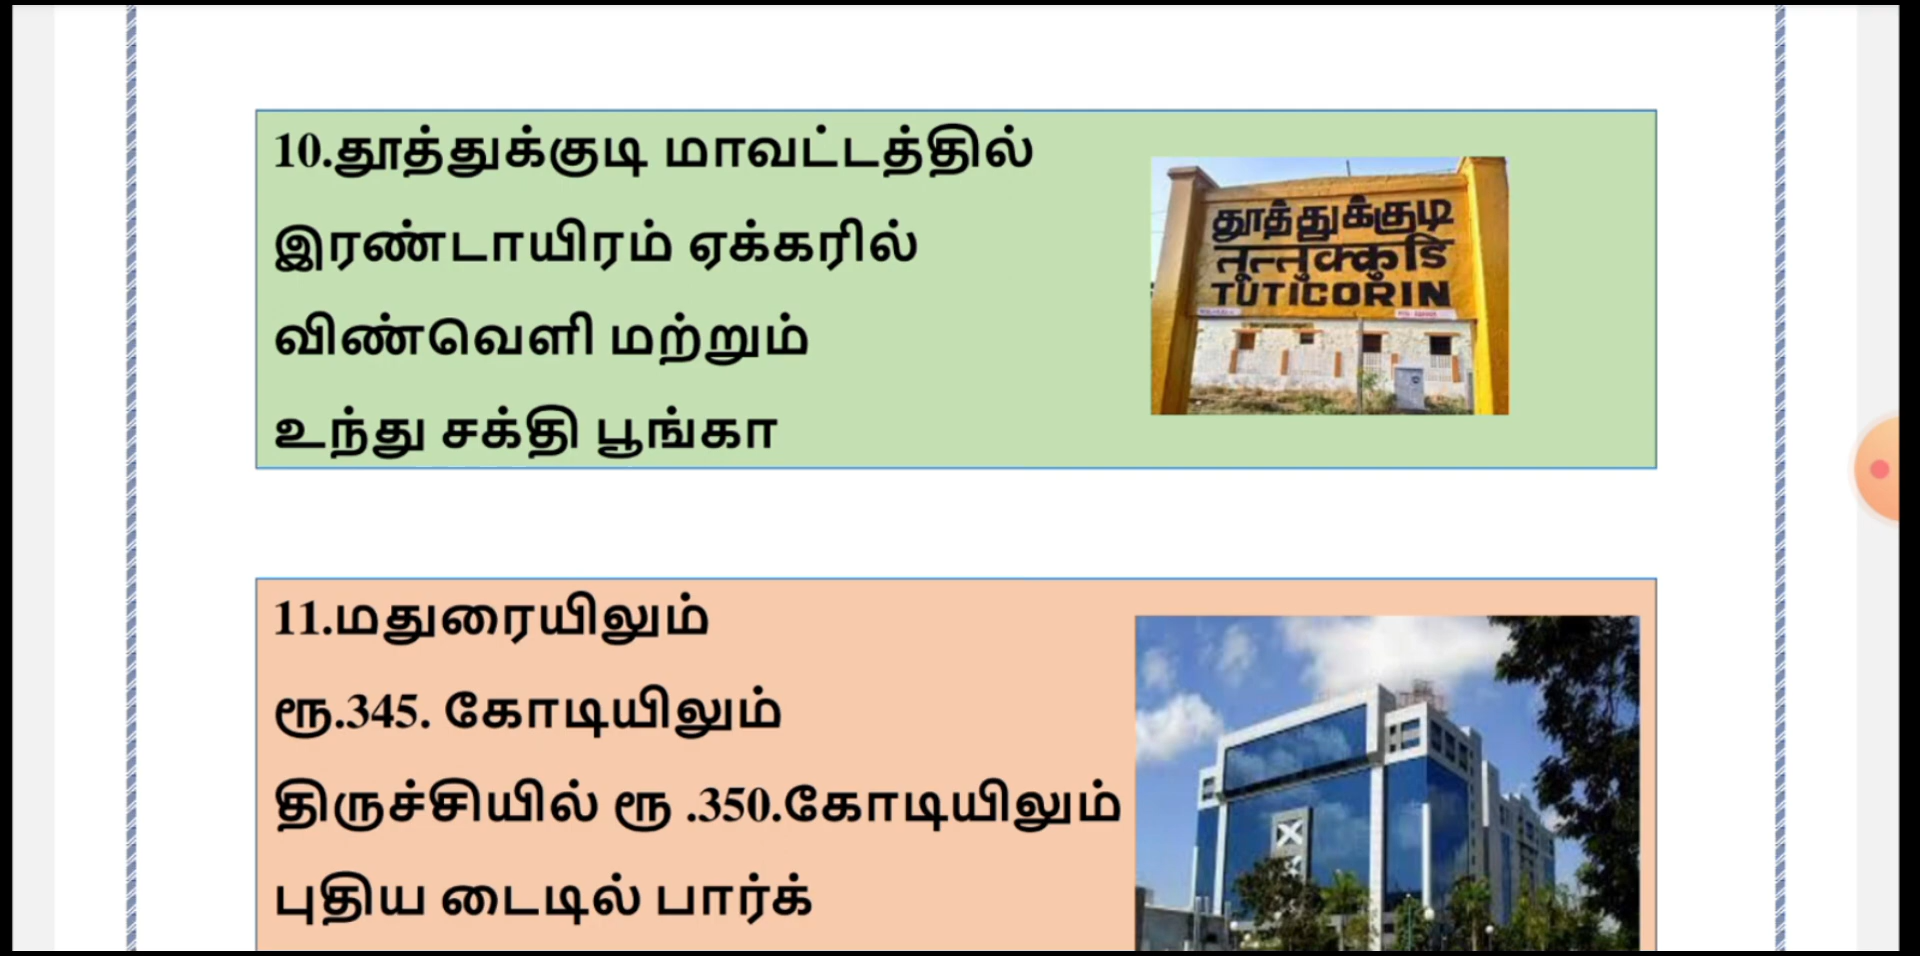 10.தூத்துக்குடி மாவட்டத்தில்
இரண்டாயிரம் ஏக்கரில்
விண்வெளி மற்றும்
உந்து சக்தி பூங்கா
தூத்துக்குடி
तूत्तुक्कुडि
TUTICORIN
11.மதுரையிலும்
ரூ.345. கோடியிலும்
திருச்சியில் ரூ .350.கோடியிலும்
புதிய டைடில் பார்க்